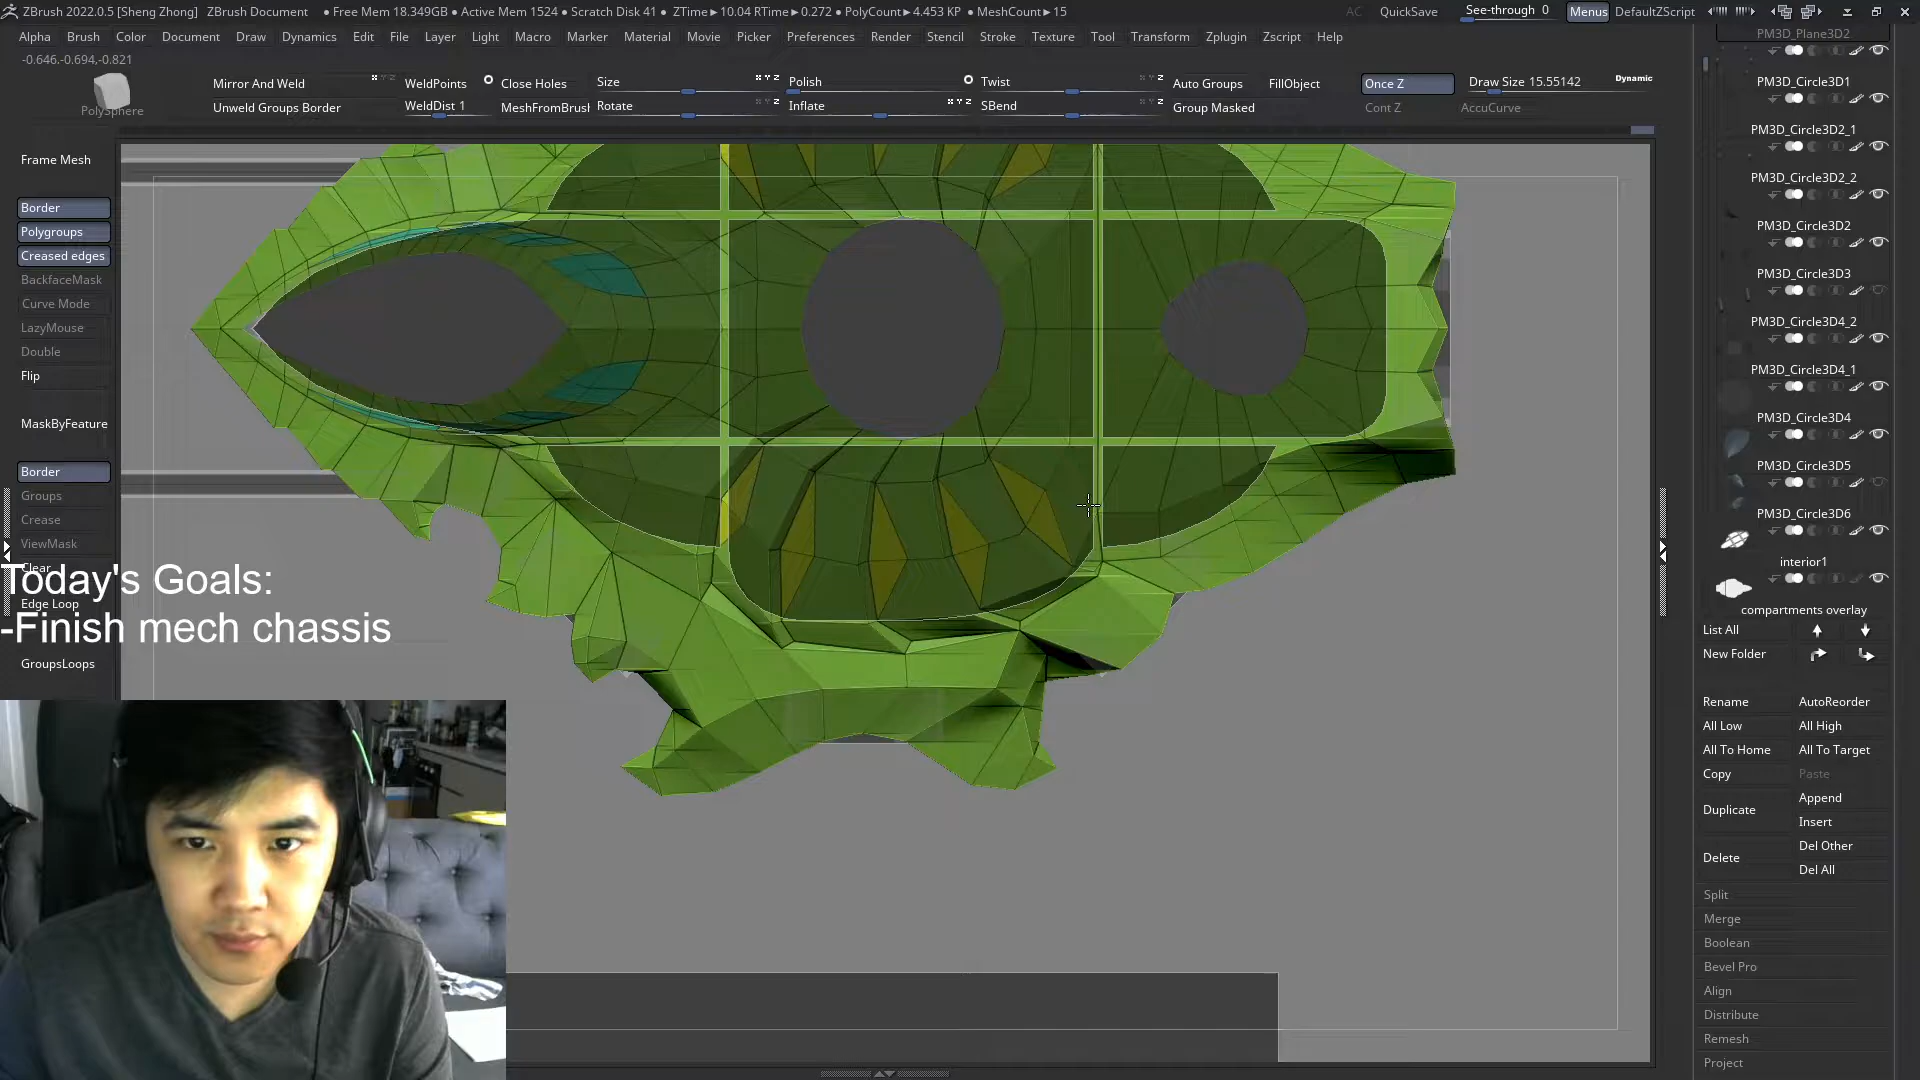 ZBrush 2022.0.5 [Sheng Zhong] ZBrush Document • Free Mem 18.349GB • Active Mem 1524 • Scratch Disk 41 • ZTime▸10.04 RTime▸0.272 • PolyCount▸4.453 KP • MeshCount▸15 AC QuickSave See-through 0 Menus DefaultZScript
Alpha Brush Color Document Draw Dynamics Edit File Layer Light Macro Marker Material Movie Picker Preferences Render Stencil Stroke Texture Tool Transform Zplugin Zscript Help
-0.646,-0.694,-0.821
PolySphere
Mirror And Weld WeldPoints Close Holes Size Polish Twist Auto Groups FillObject Once Z Draw Size 15.55142 Dynamic
Unweld Groups Border WeldDist 1 MeshFromBrush Rotate Inflate SBend Group Masked Cont Z AccuCurve
Frame Mesh
Border
Polygroups
Creased edges
BackfaceMask
Curve Mode
LazyMouse
Double
Flip
MaskByFeature
Border
Groups
Crease
ViewMask
Clear
Today's Goals:
Edge Loop
-Finish mech chassis
GroupsLoops
PM3D_Plane3D2
PM3D_Circle3D1
PM3D_Circle3D2_1
PM3D_Circle3D2_2
PM3D_Circle3D2
PM3D_Circle3D3
PM3D_Circle3D4_2
PM3D_Circle3D4_1
PM3D_Circle3D4
PM3D_Circle3D5
PM3D_Circle3D6
interior1
compartments overlay
List All
New Folder
Rename AutoReorder
All Low All High
All To Home All To Target
Copy Paste
Append
Duplicate
Insert
Del Other
Delete
Del All
Split
Merge
Boolean
Bevel Pro
Align
Distribute
Remesh
Project